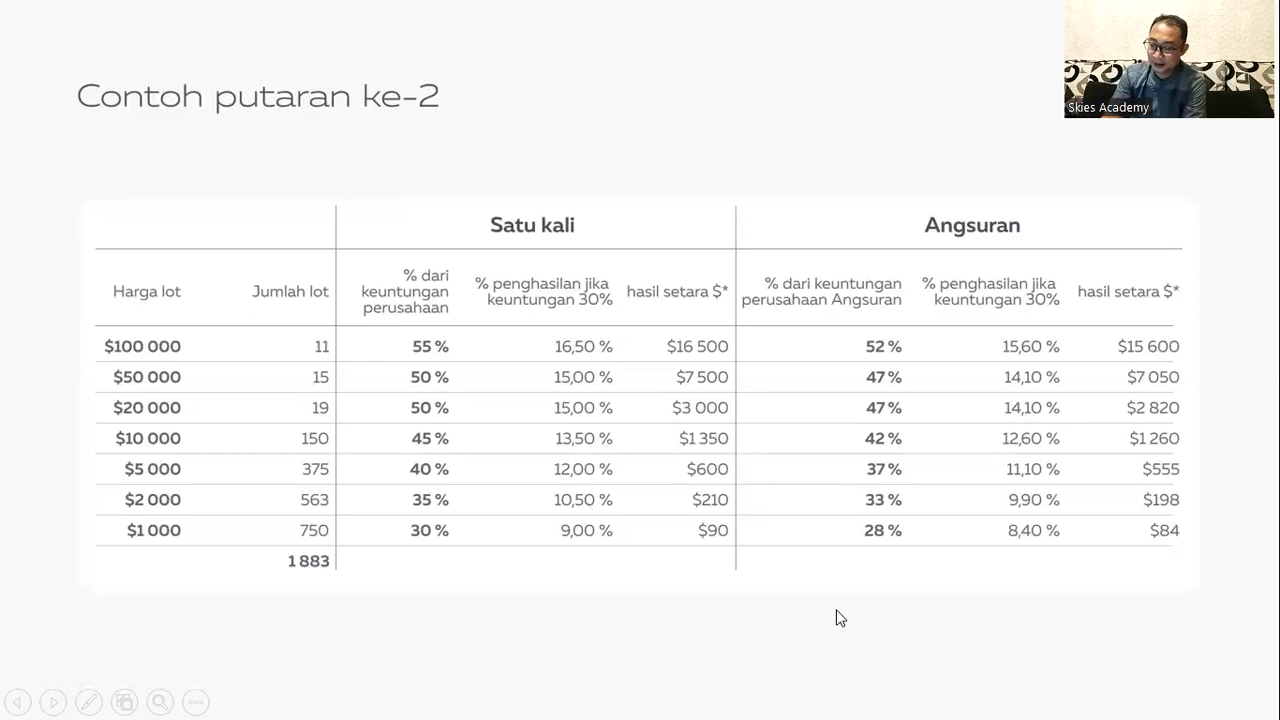 Skies Academy
Contoh putaran ke-2
Satu kali Angsuran
Harga lot Jumlah lot % dari keuntungan perusahaan % penghasilan jika keuntungan 30% hasil setara $* % dari keuntungan perusahaan Angsuran % penghasilan jika keuntungan 30% hasil setara $*
$100 000 11 55 % 16,50 % $16 500 52 % 15,60 % $15 600
$50 000 15 50 % 15,00 % $7 500 47 % 14,10 % $7 050
$20 000 19 50 % 15,00 % $3 000 47 % 14,10 % $2 820
$10 000 150 45 % 13,50 % $1 350 42 % 12,60 % $1 260
$5 000 375 40 % 12,00 % $600 37 % 11,10 % $555
$2 000 563 35 % 10,50 % $210 33 % 9,90 % $198
$1 000 750 30 % 9,00 % $90 28 % 8,40 % $84
1 883